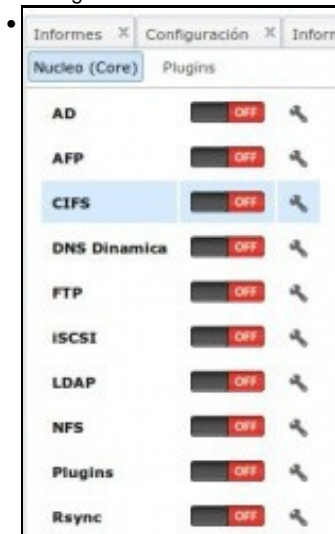 Informes X Configuración X Inform
Nucleo (Core) Plugins
AD OFF
AFP OFF
CIFS OFF
DNS Dinamica OFF
FTP OFF
iSCSI OFF
LDAP OFF
NFS OFF
Plugins OFF
Rsync OFF